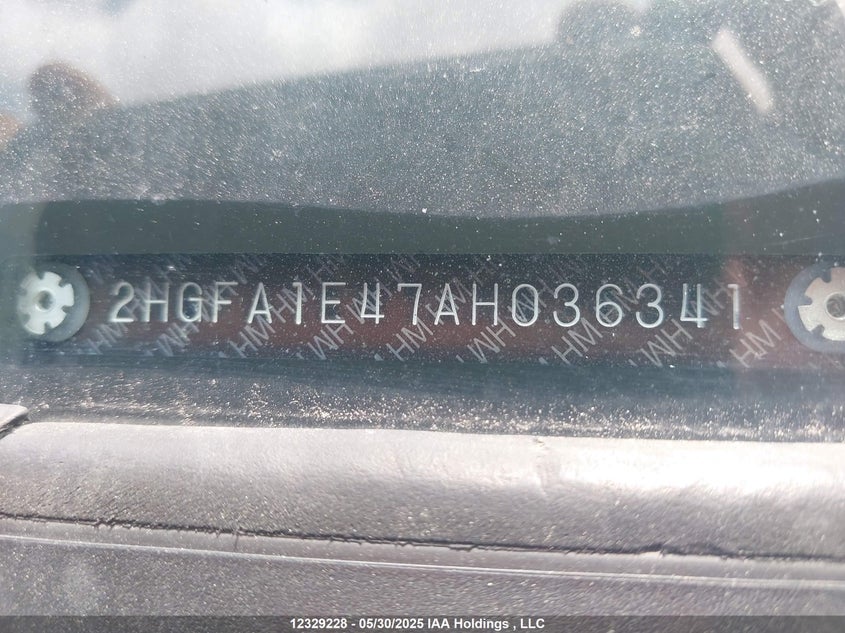 2HGFA1E47AH036341
12329228 - 05/30/2025 IAA Holdings , LLC